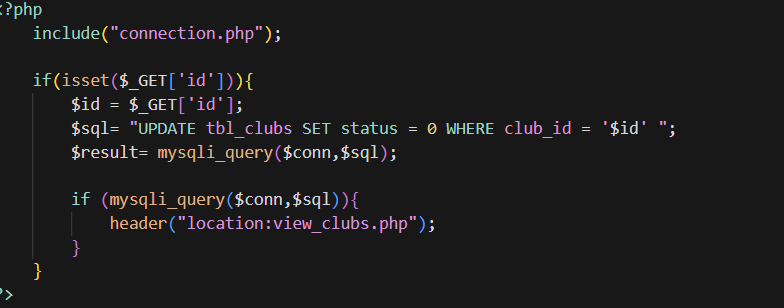 <?php
include("connection.php");
if(isset($_GET['id'])){
$id = $_GET['id'];
$sql= "UPDATE tbl_clubs SET status = 0 WHERE club_id = '$id' ";
$result= mysqli_query($conn,$sql);
if (mysqli_query($conn,$sql)){
header("location:view_clubs.php");
}
}
?>